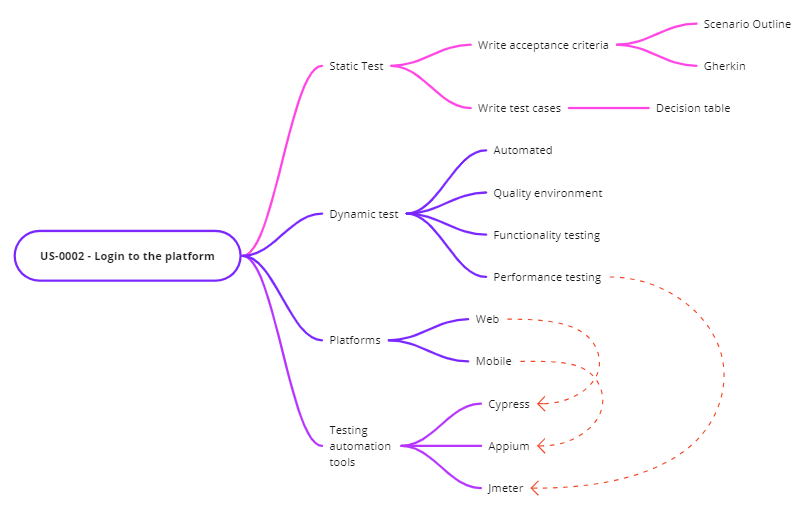 US-0002 - Login to the platform
Static Test
Write acceptance criteria
Scenario Outline
Gherkin
Write test cases
Decision table
Dynamic test
Automated
Quality environment
Functionality testing
Performance testing
Platforms
Web
Mobile
Testing
automation
tools
Cypress
Appium
Jmeter